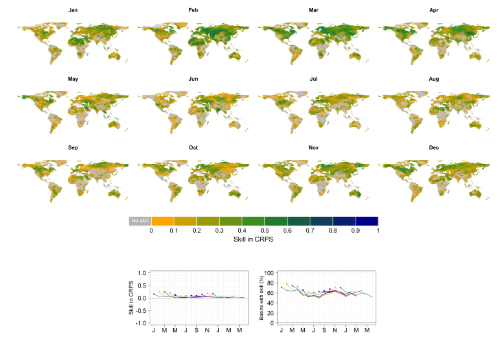 Jan Feb Mar Apr
May Jun Jul Aug
Sep Oct Nov Dec
No skill
0 0.1 0.2 0.3 0.4 0.5 0.6 0.7 0.8 0.9 1
Skill in CRPS
Skill in CRPS
1.0
0.5
0.0
-0.5
-1.0
J M M J S N J M M
Basins with skill (%)
100
80
60
40
20
0
J M M J S N J M M